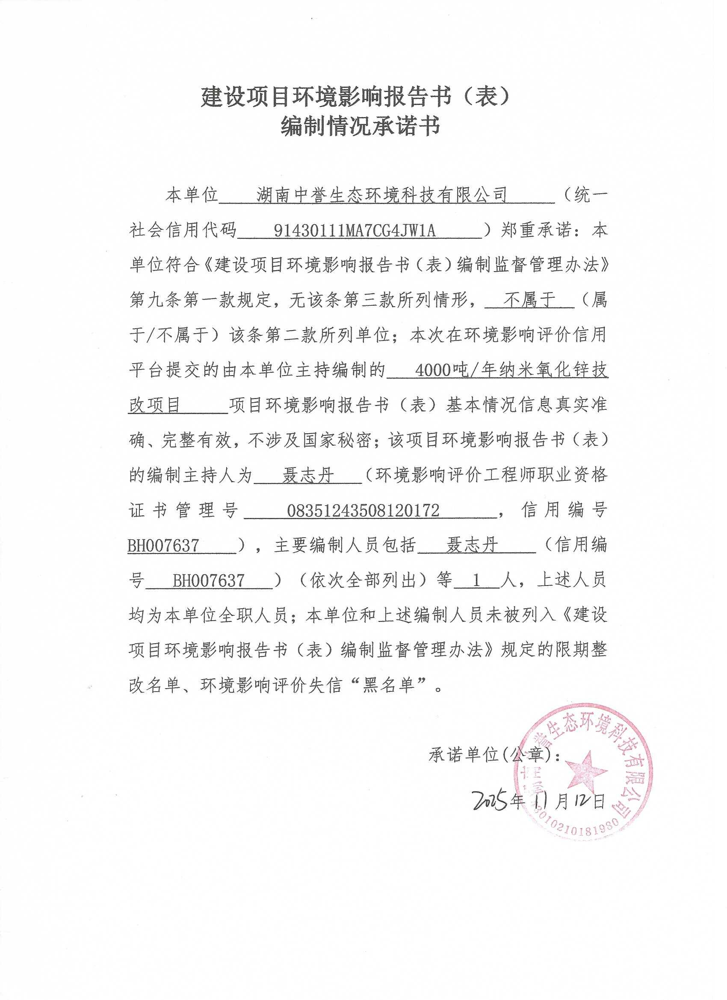 建设项目环境影响报告书（表）
编制情况承诺书
本单位 湖南中誉生态环境科技有限公司 （统一
社会信用代码 91430111MA7CG4JW1A ）郑重承诺：本
单位符合《建设项目环境影响报告书（表）编制监督管理办法》
第九条第一款规定，无该条第三款所列情形， 不属于 （属
于/不属于）该条第二款所列单位；本次在环境影响评价信用
平台提交的由本单位主持编制的 4000吨/年纳米氧化锌技
改项目 项目环境影响报告书（表）基本情况信息真实准
确、完整有效，不涉及国家秘密；该项目环境影响报告书（表）
的编制主持人为 聂志丹 （环境影响评价工程师职业资格
证书管理号 08351243508120172 ，信用编号
BH007637 ），主要编制人员包括 聂志丹 （信用编
号 BH007637 ）（依次全部列出）等 1 人，上述人员
均为本单位全职人员；本单位和上述编制人员未被列入《建设
项目环境影响报告书（表）编制监督管理办法》规定的限期整
改名单、环境影响评价失信“黑名单”。
承诺单位(公章)：
2025年11月12日
湖南中誉生态环境科技有限公司
43010210181980